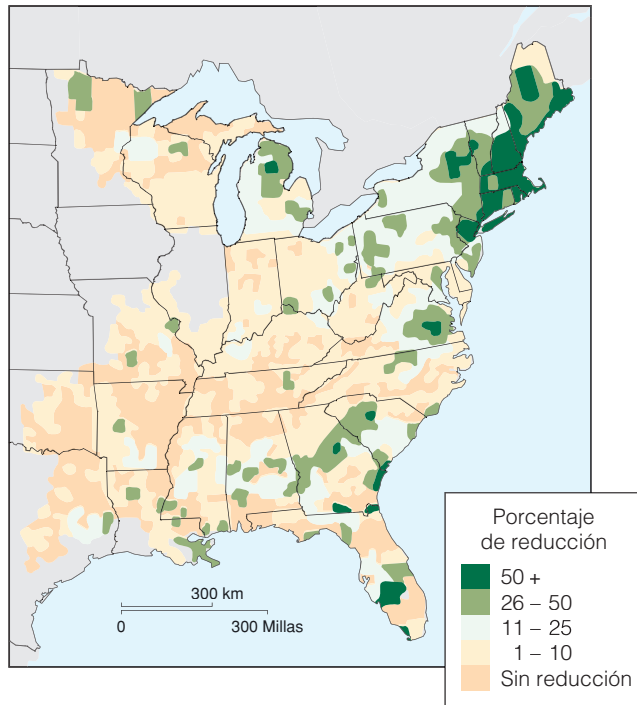 300 km
0 300 Millas
Porcentaje
de reducción
50 +
26 – 50
11 – 25
1 – 10
Sin reducción